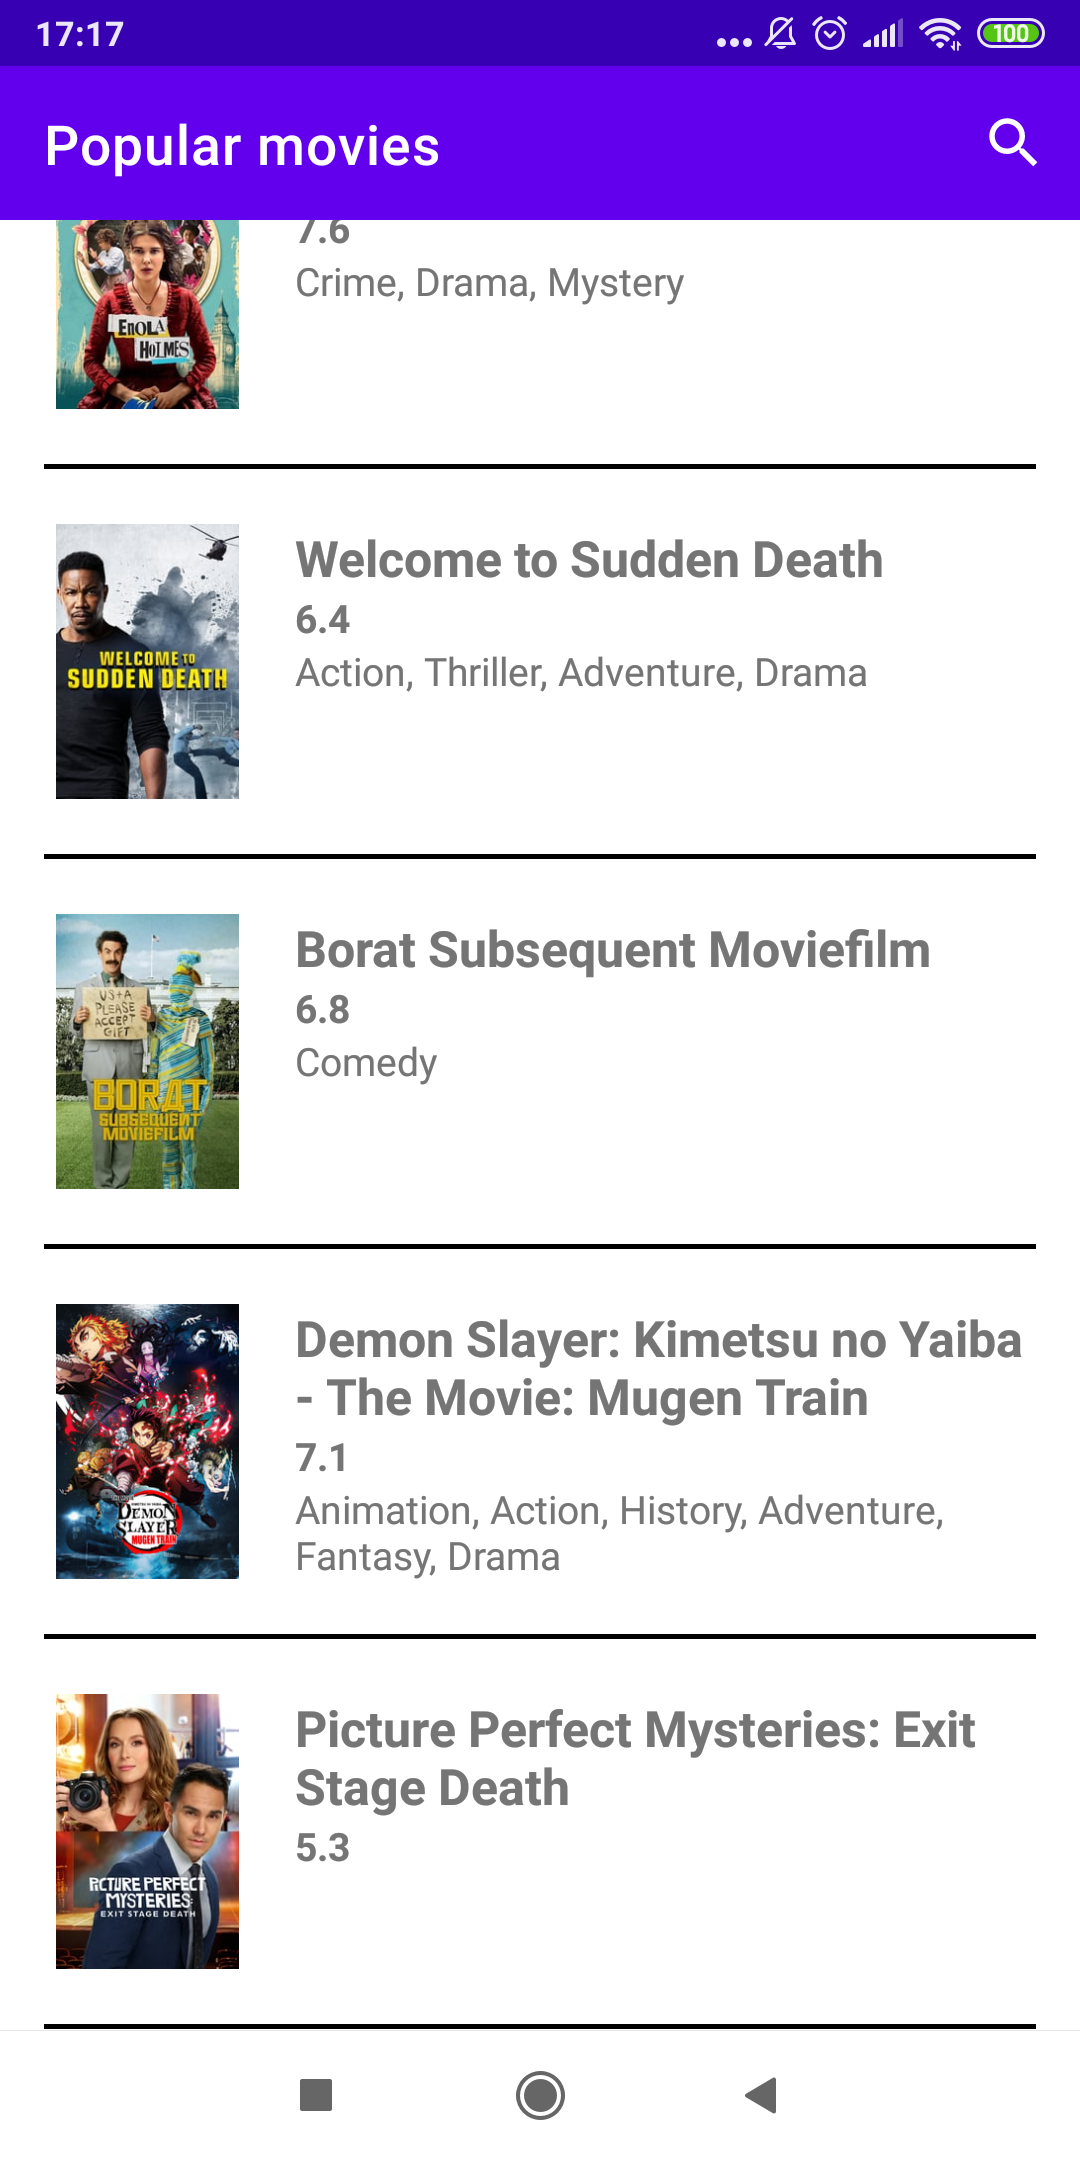 17:17
100
Popular movies
7.6
Crime, Drama, Mystery
ENOLA
HOLMES
Welcome to Sudden Death
6.4
Action, Thriller, Adventure, Drama
WELCOME TO
SUDDEN DEATH
Borat Subsequent Moviefilm
6.8
Comedy
US+A
PLEASE
ACCEPT
GIFT
BORAT
SUBSEQUENT
MOVIEFILM
Demon Slayer: Kimetsu no Yaiba
- The Movie: Mugen Train
7.1
Animation, Action, History, Adventure,
Fantasy, Drama
DEMON
SLAYER
MUGEN TRAIN
Picture Perfect Mysteries: Exit
Stage Death
5.3
PICTURE PERFECT
MYSTERIES:
EXIT STAGE DEATH